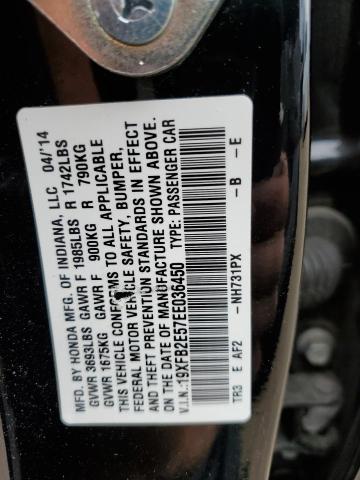 MFD. BY HONDA MFG. OF INDIANA, LLC 04/'14
GVWR 3693LBS GAWR F 1985LBS R 1742LBS
GVWR 1675KG GAWR F 900KG R 790KG
THIS VEHICLE CONFORMS TO ALL APPLICABLE
FEDERAL MOTOR VEHICLE SAFETY, BUMPER,
AND THEFT PREVENTION STANDARDS IN EFFECT
ON THE DATE OF MANUFACTURE SHOWN ABOVE.
V.I.N.:19XFB2E57EE036450 TYPE: PASSENGER CAR
TR3 E AF2 -NH731PX -B -E